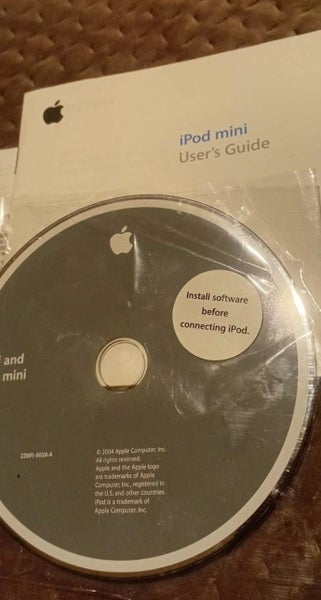 iPod mini
User's Guide
Install software
before
connecting iPod.
and
mini
© 2004 Apple Computer, Inc.
All rights reserved.
Apple and the Apple logo
are trademarks of Apple
Computer, Inc., registered in
the U.S. and other countries.
iPod is a trademark of
Apple Computer, Inc.